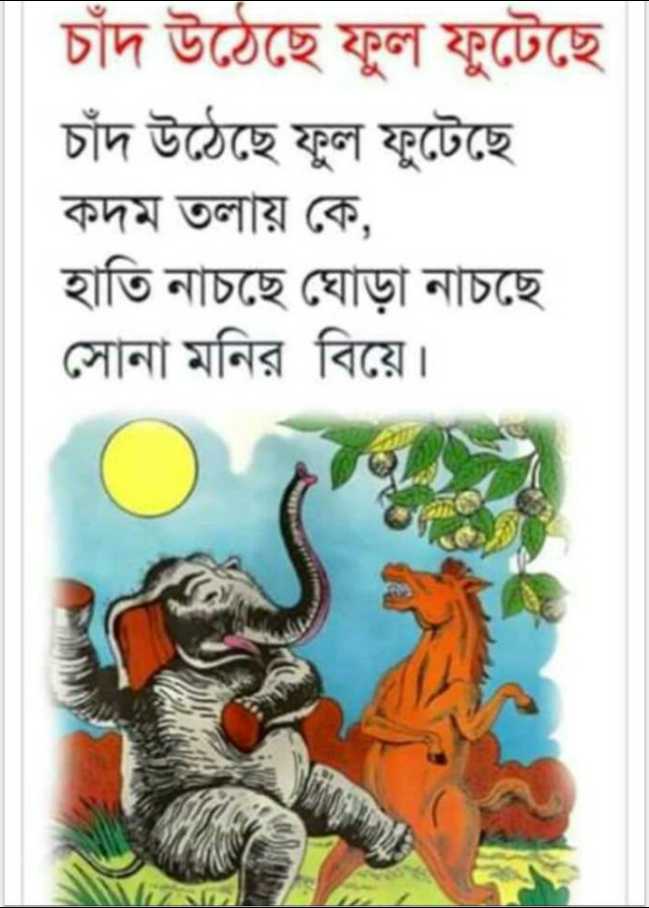 চাঁদ উঠেছে ফুল ফুটেছে
চাঁদ উঠেছে ফুল ফুটেছে
কদম তলায় কে,
হাতি নাচছে ঘোড়া নাচছে
সোনা মনির বিয়ে।